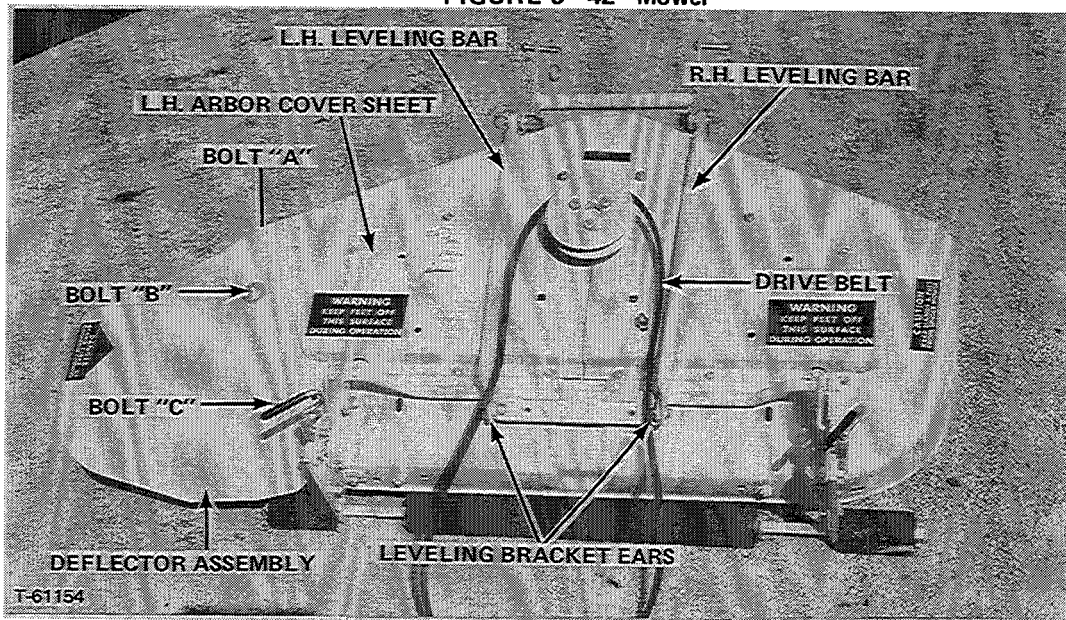 FIGURE 5 42" Mower
L.H. LEVELING BAR
R.H. LEVELING BAR
L.H. ARBOR COVER SHEET
BOLT "A"
BOLT "B"
DRIVE BELT
WARNING
KEEP FEET OFF
THIS SURFACE
DURING OPERATION
WARNING
KEEP FEET OFF
THIS SURFACE
DURING OPERATION
BOLT "C"
DEFLECTOR ASSEMBLY
LEVELING BRACKET EARS
T-61154